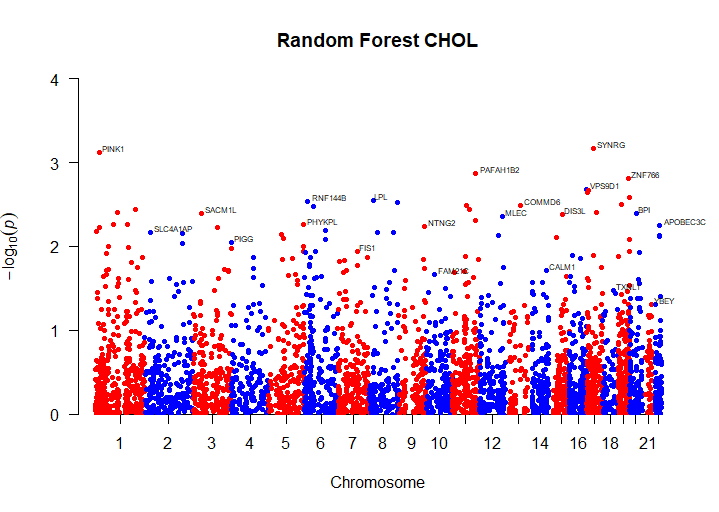 Random Forest CHOL
4
3
2
1
0
−log₁₀(p)
SYNRG
PINK1
PAFAH1B2
ZNF766
VPS9D1
RNF144B
LPL
COMMD6
SACM1L
MLEC
DIS3L
BPI
SLC4A1AP
PHYKPL
NTNG2
APOBEC3C
PIGG
FIS1
FAM21C
CALM1
XBEY
1 2 3 4 5 6 7 8 9 10 12 14 16 18 21
Chromosome